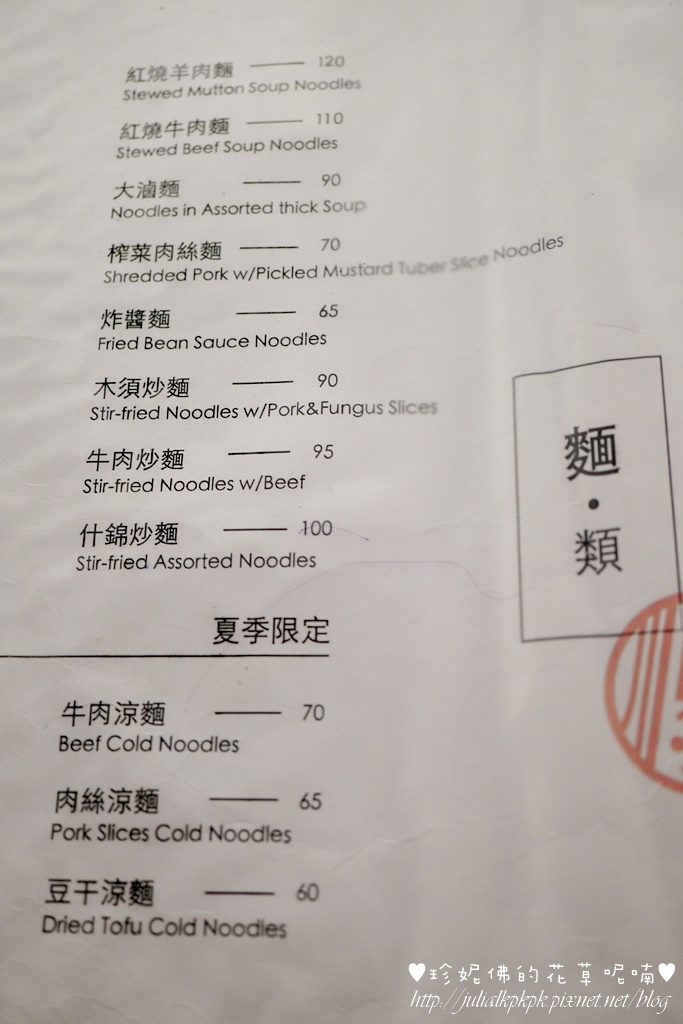 紅燒羊肉麵 120
Stewed Mutton Soup Noodles
紅燒牛肉麵 110
Stewed Beef Soup Noodles
大滷麵 90
Noodles in Assorted thick Soup
榨菜肉絲麵 70
Shredded Pork w/Pickled Mustard Tuber Slice Noodles
炸醬麵 65
Fried Bean Sauce Noodles
木須炒麵 90
Stir-fried Noodles w/Pork&Fungus Slices
牛肉炒麵 95
Stir-fried Noodles w/Beef
什錦炒麵 100
Stir-fried Assorted Noodles
麵・類
夏季限定
牛肉涼麵 70
Beef Cold Noodles
肉絲涼麵 65
Pork Slices Cold Noodles
豆干涼麵 60
Dried Tofu Cold Noodles
♥珍妮佛的花草呢喃♥
http://julialkpkpk.pixnet.net/blog